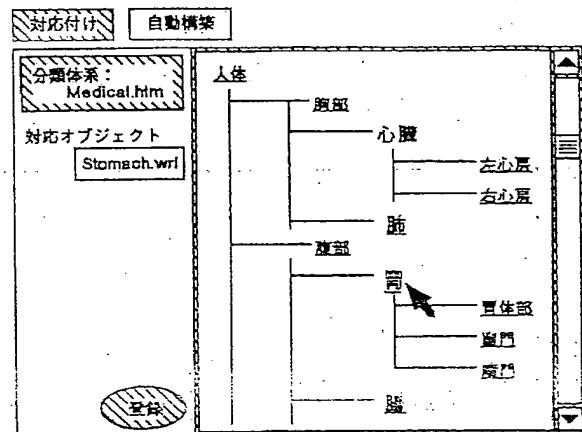 対応付け
自動構築
分類体系：
Medical.htm
対応オブジェクト
Stomach.wrl
登録
人体
胸部
心臓
左心房
右心房
肺
腹部
胃
胃体部
噴門
腸